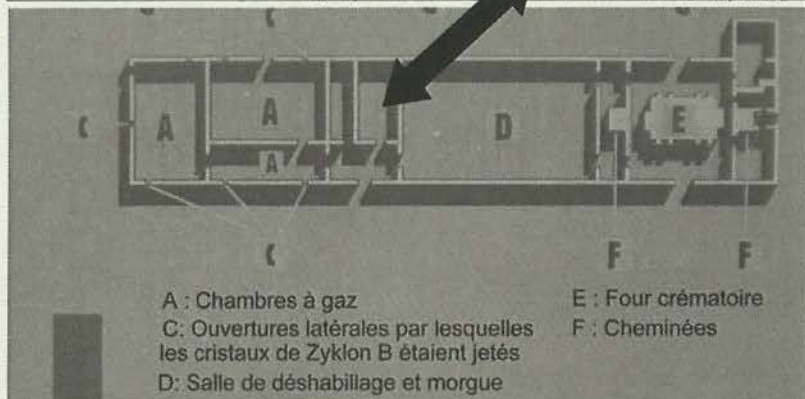 C
A
A
A
D
E
C
C
F
F
A : Chambres à gaz
C: Ouvertures latérales par lesquelles
les cristaux de Zyklon B étaient jetés
D: Salle de déshabillage et morgue
E : Four crématoire
F : Cheminées